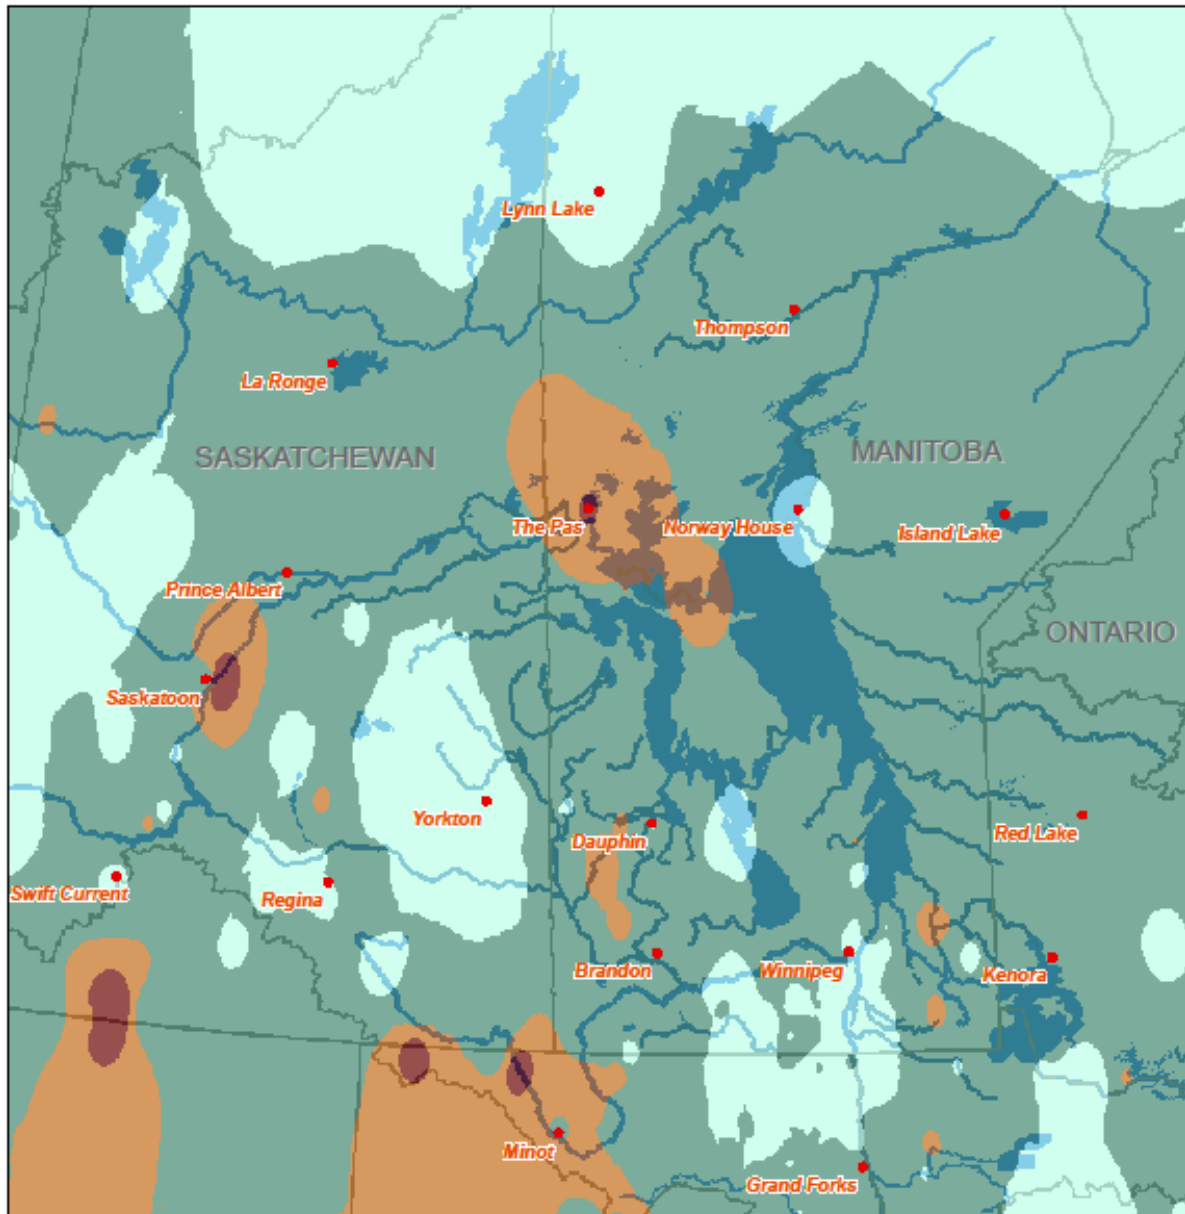 Lynn Lake
Thompson
La Ronge
SASKATCHEWAN
MANITOBA
The Pas
Norway House
Island Lake
Prince Albert
ONTARIO
Saskatoon
Yorkton
Dauphin
Red Lake
Swift Current
Regina
Brandon
Winnipeg
Kenora
Minot
Grand Forks